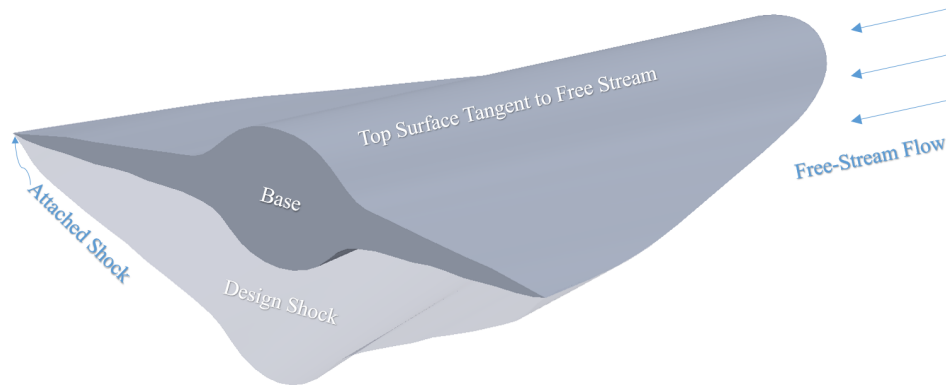 Top Surface Tangent to Free Stream
Free-Stream Flow
Base
Attached Shock
Design Shock